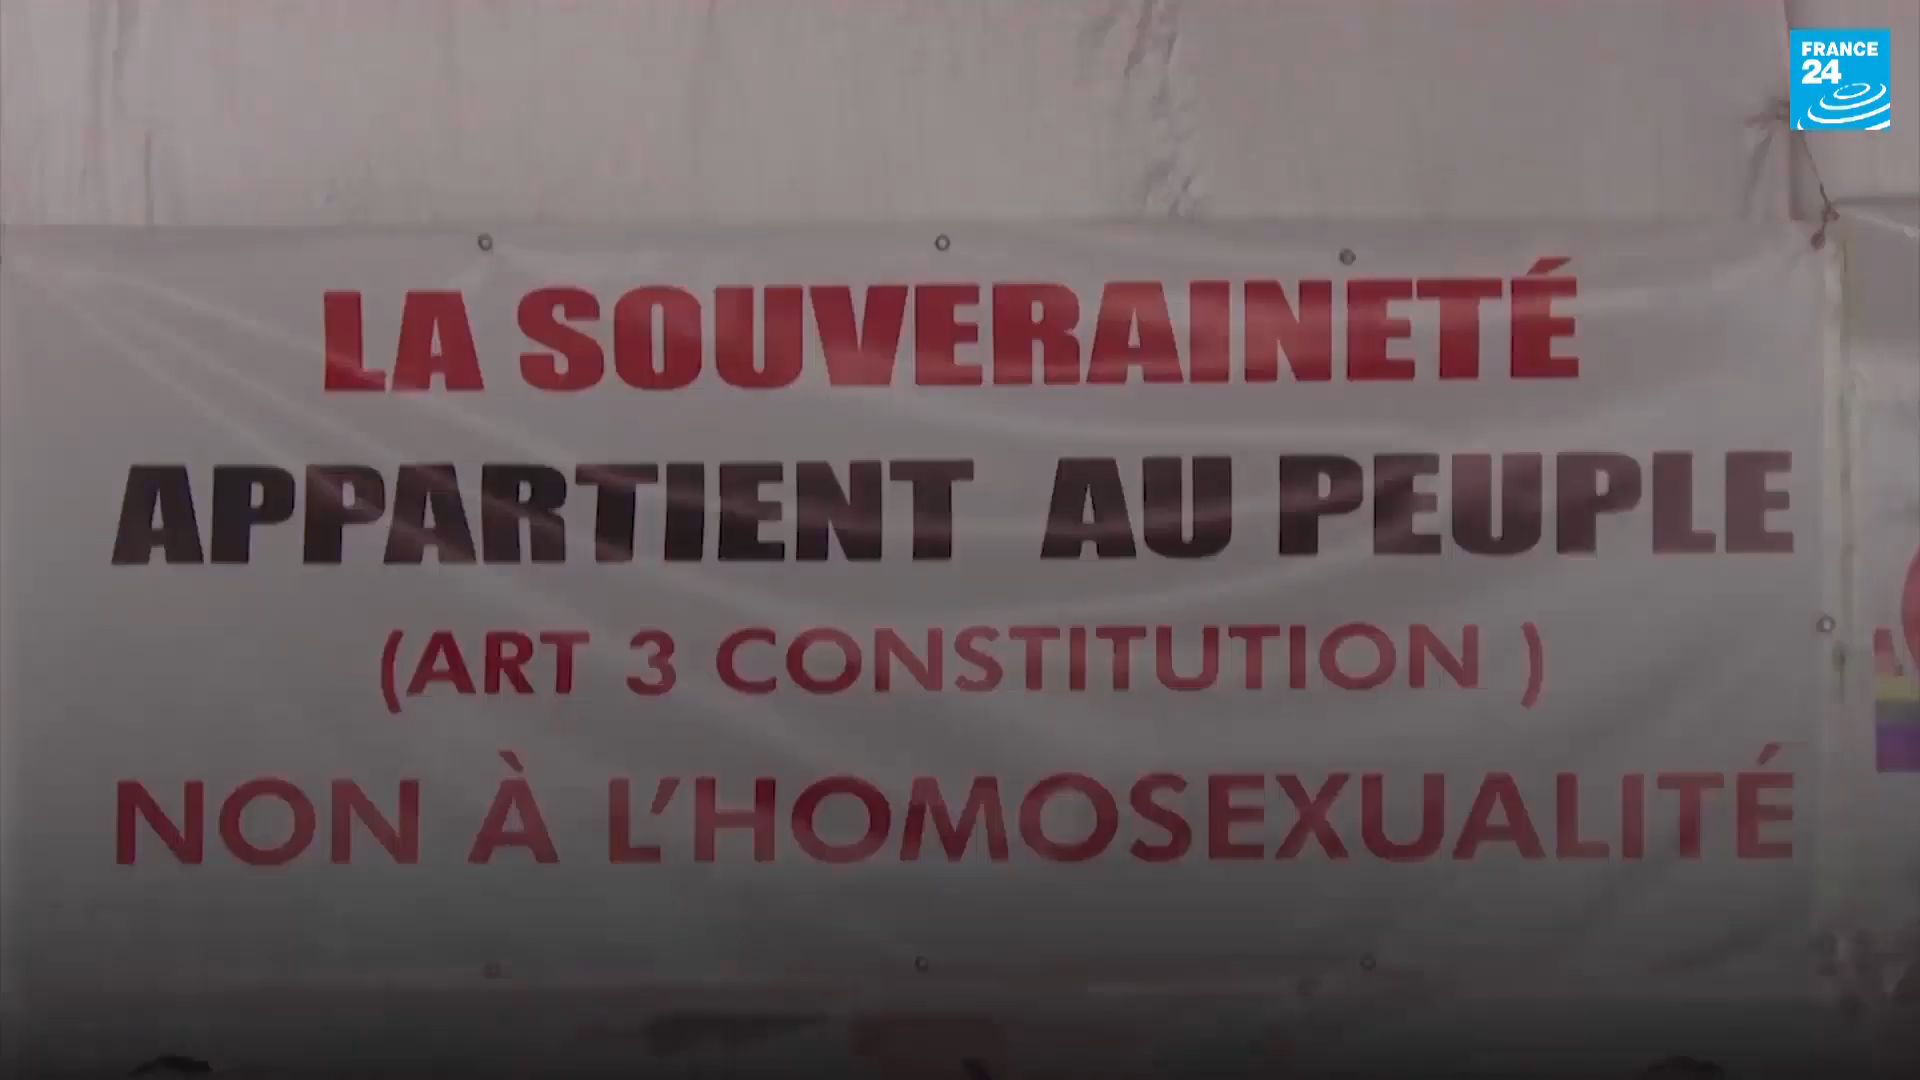 FRANCE
24
LA SOUVERAINETÉ
APPARTIENT AU PEUPLE
(ART 3 CONSTITUTION )
NON À L'HOMOSEXUALITÉ